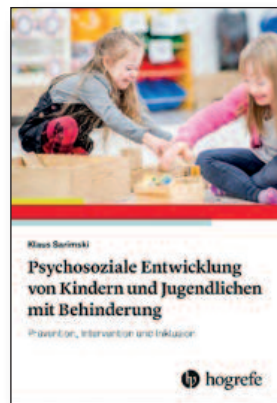 Klaus Sarimski
Psychosoziale Entwicklung
von Kindern und Jugendlichen
mit Behinderung
Prävention, Intervention und Inklusion
hogrefe